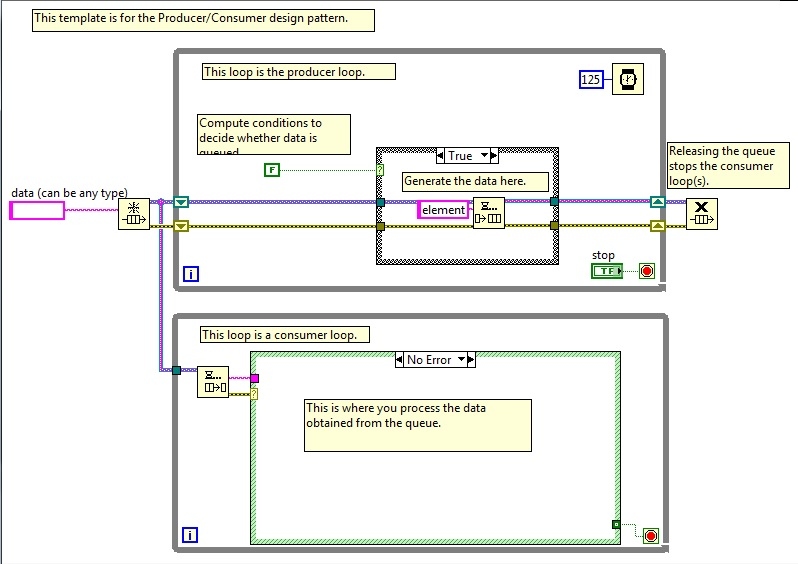 This template is for the Producer/Consumer design pattern.
This loop is the producer loop.
125
Compute conditions to
decide whether data is
queued
True
Releasing the queue
stops the consumer
loop(s).
F
?
Generate the data here.
data (can be any type)
element
stop
TF
i
This loop is a consumer loop.
No Error
?
This is where you process the data
obtained from the queue.
i